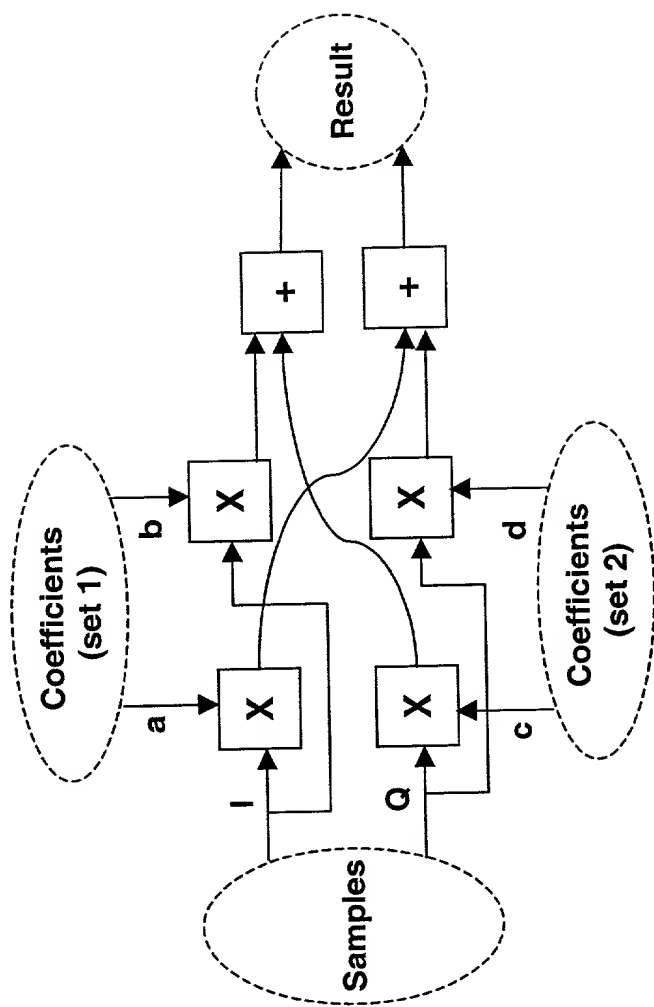 Coefficients
(set 1)
a
b
I
X
X
+
Samples
Result
Q
X
X
+
c
d
Coefficients
(set 2)